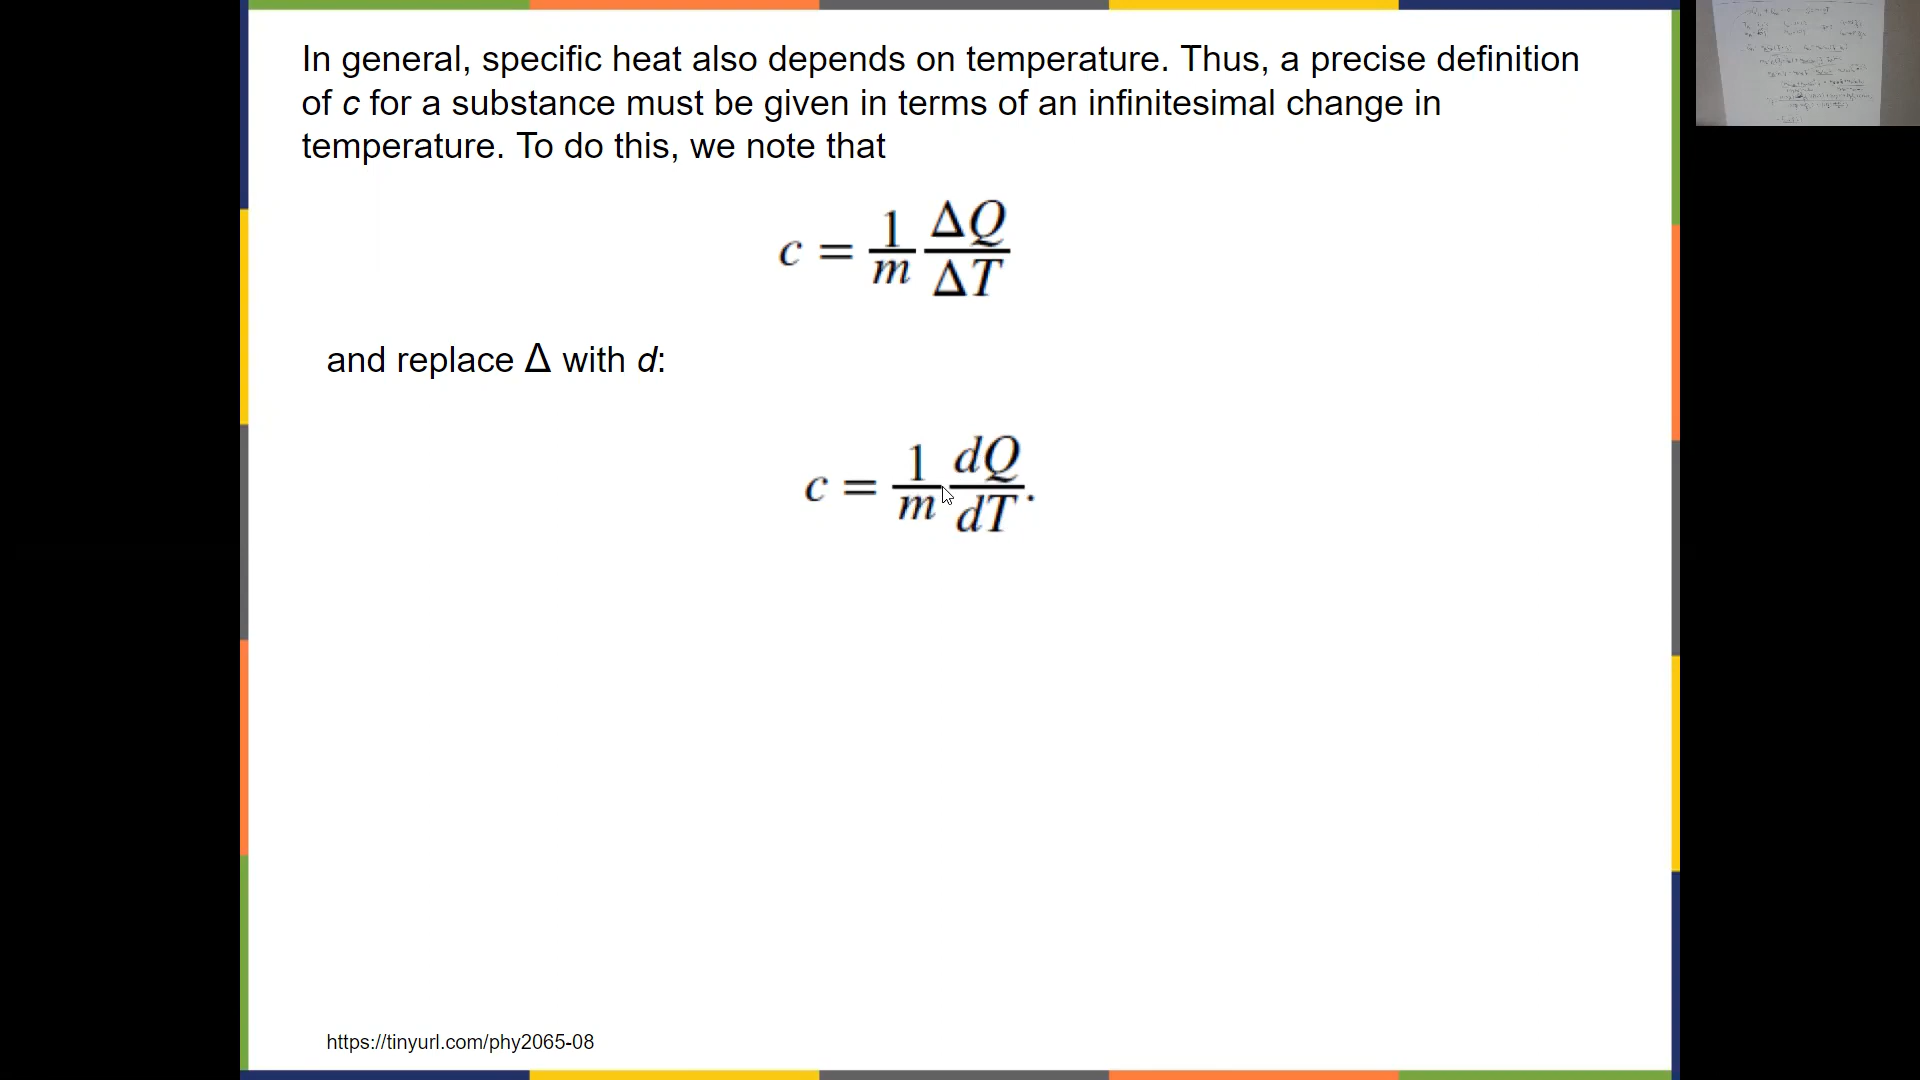 In general, specific heat also depends on temperature. Thus, a precise definition
of c for a substance must be given in terms of an infinitesimal change in
temperature. To do this, we note that
c = 1/m ΔQ/ΔT
and replace Δ with d:
c = 1/m dQ/dT.
https://tinyurl.com/phy2065-08